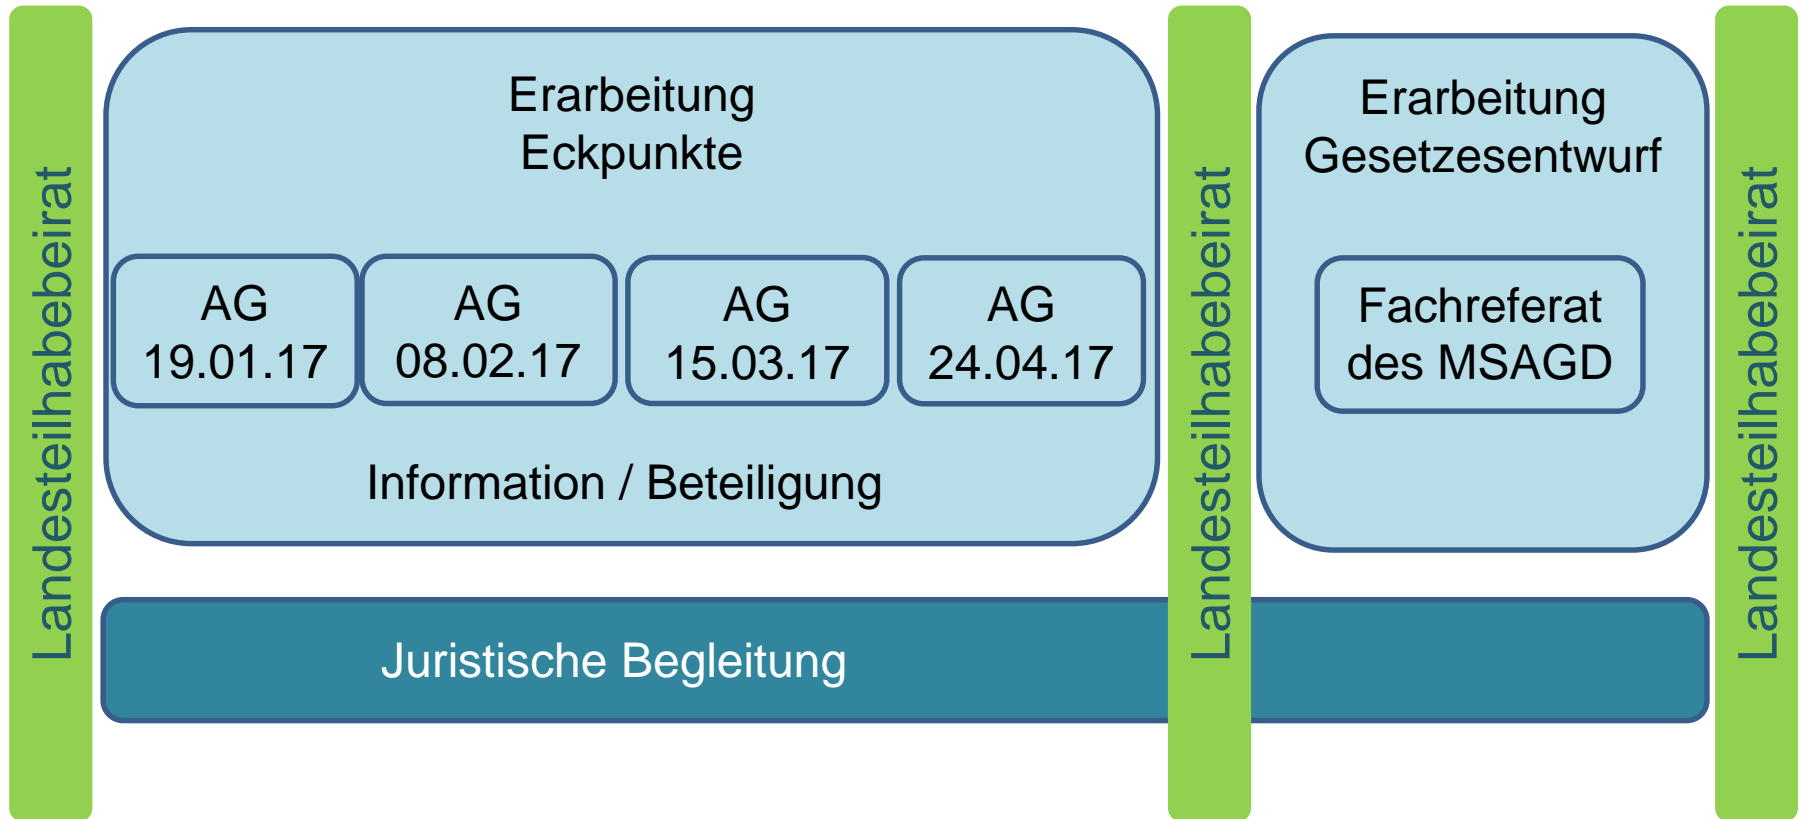 Landesteilhabebeirat
Erarbeitung
Eckpunkte
AG
19.01.17
AG
08.02.17
AG
15.03.17
AG
24.04.17
Information / Beteiligung
Landesteilhabebeirat
Erarbeitung
Gesetzesentwurf
Fachreferat
des MSAGD
Landesteilhabebeirat
Juristische Begleitung